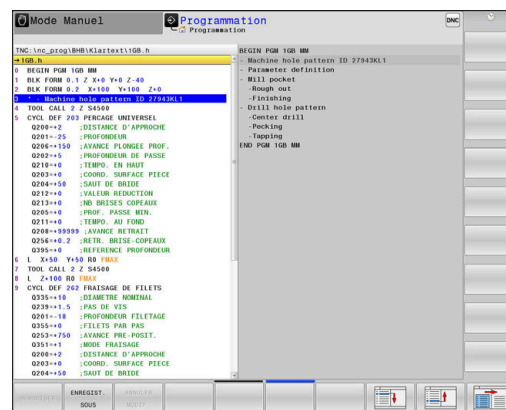 Mode Manuel
Programmation
Programmation
DNC
TNC:\nc_prog\BHB\Klartext\1GB.h
→1GB.h
0 BEGIN PGM 1GB MM
1 BLK FORM 0.1 Z X+0 Y+0 Z-40
2 BLK FORM 0.2 X+100 Y+100 Z+0
3 * - Machine hole pattern ID 27943KL1
4 TOOL CALL 2 Z S4500
5 CYCL DEF 203 PERCAGE UNIVERSEL
Q200=+2 ;DISTANCE D'APPROCHE
Q201=-25 ;PROFONDEUR
Q206=+150 ;AVANCE PLONGEE PROF.
Q202=+5 ;PROFONDEUR DE PASSE
Q210=+0 ;TEMPO. EN HAUT
Q203=+0 ;COORD. SURFACE PIECE
Q204=+50 ;SAUT DE BRIDE
Q212=+0 ;VALEUR REDUCTION
Q213=+0 ;NB BRISES COPEAUX
Q205=+0 ;PROF. PASSE MIN.
Q211=+0 ;TEMPO. AU FOND
Q208=+99999 ;AVANCE RETRAIT
Q256=+0.2 ;RETR. BRISE-COPEAUX
Q395=+0 ;REFERENCE PROFONDEUR
6 L X+50 Y+50 R0 FMAX
7 TOOL CALL 2 Z S4500
8 L Z+100 R0 FMAX
9 CYCL DEF 262 FRAISAGE DE FILETS
Q335=+10 ;DIAMETRE NOMINAL
Q239=+1.5 ;PAS DE VIS
Q201=-18 ;PROFONDEUR FILETAGE
Q355=+0 ;FILETS PAR PAS
Q253=+750 ;AVANCE PRE-POSIT.
Q351=+1 ;MODE FRAISAGE
Q200=+2 ;DISTANCE D'APPROCHE
Q203=+0 ;COORD. SURFACE PIECE
Q204=+50 ;SAUT DE BRIDE
BEGIN PGM 1GB MM
- Machine hole pattern ID 27943KL1
- Parameter definition
- Mill pocket
-Rough out
-Finishing
- Drill hole pattern
-Center drill
-Pecking
-Tapping
END PGM 1GB MM
ENREGIST.
SOUS